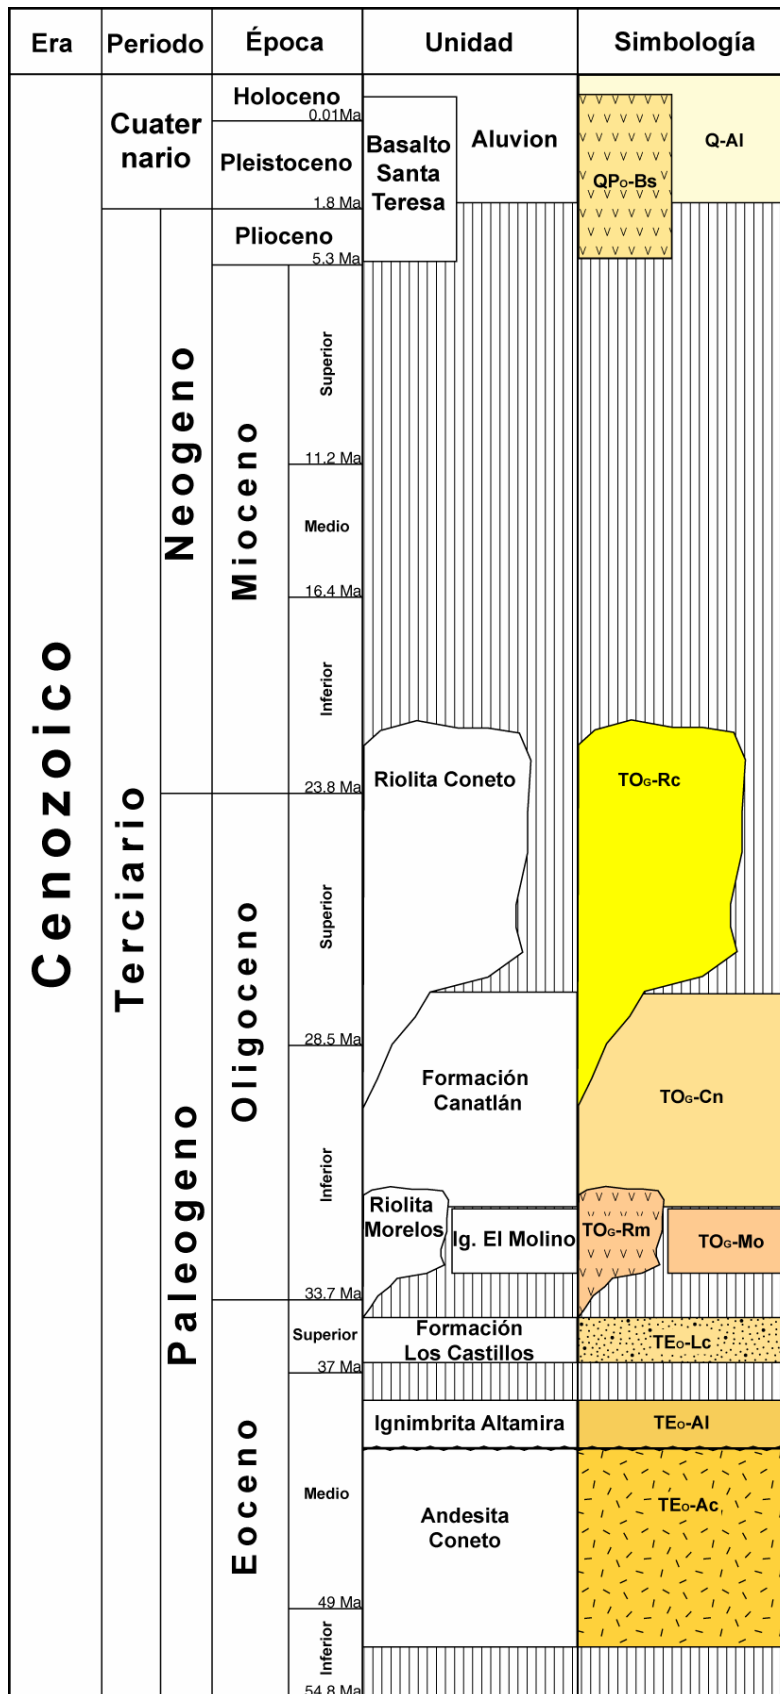 Era
Periodo
Época
Unidad
Simbología
Cenozoico
Cuater
nario
Terciario
Neogeno
Paleogeno
Holoceno
0.01Ma
Pleistoceno
1.8 Ma
Plioceno
5.3 Ma
Mioceno
Superior
11.2 Ma
Medio
16.4 Ma
Inferior
23.8 Ma
Oligoceno
Superior
28.5 Ma
Inferior
33.7 Ma
Eoceno
Superior
37 Ma
Medio
49 Ma
Inferior
54.8 Ma
Basalto
Santa
Teresa
Aluvion
Riolita Coneto
Formación
Canatlán
Riolita
Morelos
Ig. El Molino
Formación
Los Castillos
Ignimbrita Altamira
Andesita
Coneto
QPO-Bs
Q-Al
TOG-Rc
TOG-Cn
TOG-Rm
TOG-Mo
TEO-Lc
TEO-Al
TEO-Ac